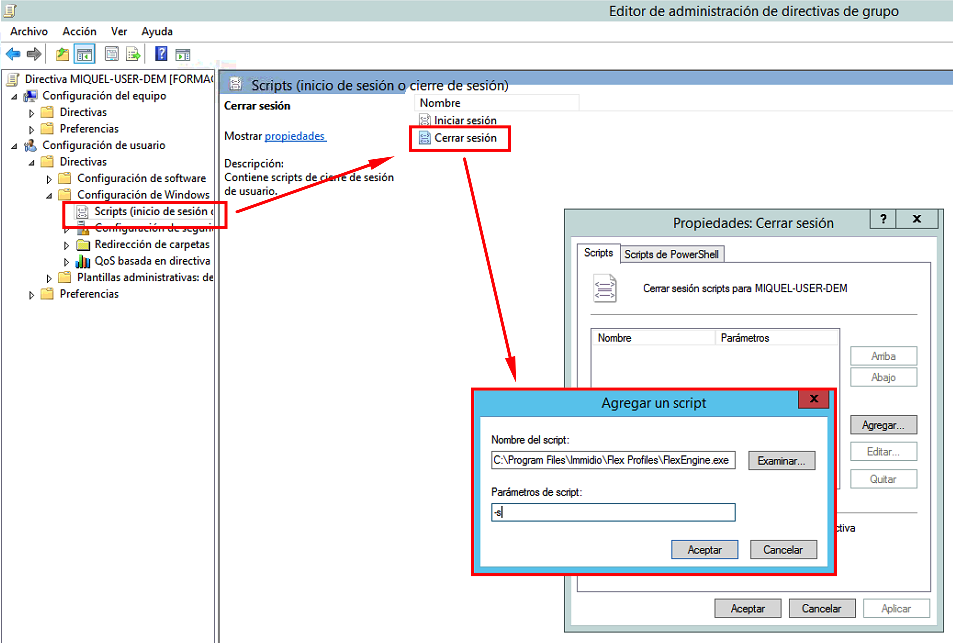 Editor de administración de directivas de grupo
Archivo Acción Ver Ayuda
Directiva MIQUEL-USER-DEM [FORMA
Configuración del equipo
Directivas
Preferencias
Configuración de usuario
Directivas
Configuración de software
Configuración de Windows
Scripts (inicio de sesión
Configuración de
Redirección de carpetas
QoS basada en directiva
Plantillas administrativas: de
Preferencias
Scripts (inicio de sesión o cierre de sesión)
Cerrar sesión
Mostrar propiedades
Descripción:
Contiene scripts de cierre de sesión
de usuario.
Nombre
Iniciar sesión
Cerrar sesión
Propiedades: Cerrar sesión
? X
Scripts
Scripts de PowerShell
Cerrar sesión scripts para MIQUEL-USER-DEM
Nombre Parámetros
Arriba
Abajo
Agregar...
Editar...
Quitar
ctiva
Aceptar Cancelar Aplicar
Agregar un script
X
Nombre del script:
C:\Program Files\Immidio\Flex Profiles\FlexEngine.exe
Examinar...
Parámetros de script:
-s
Aceptar Cancelar